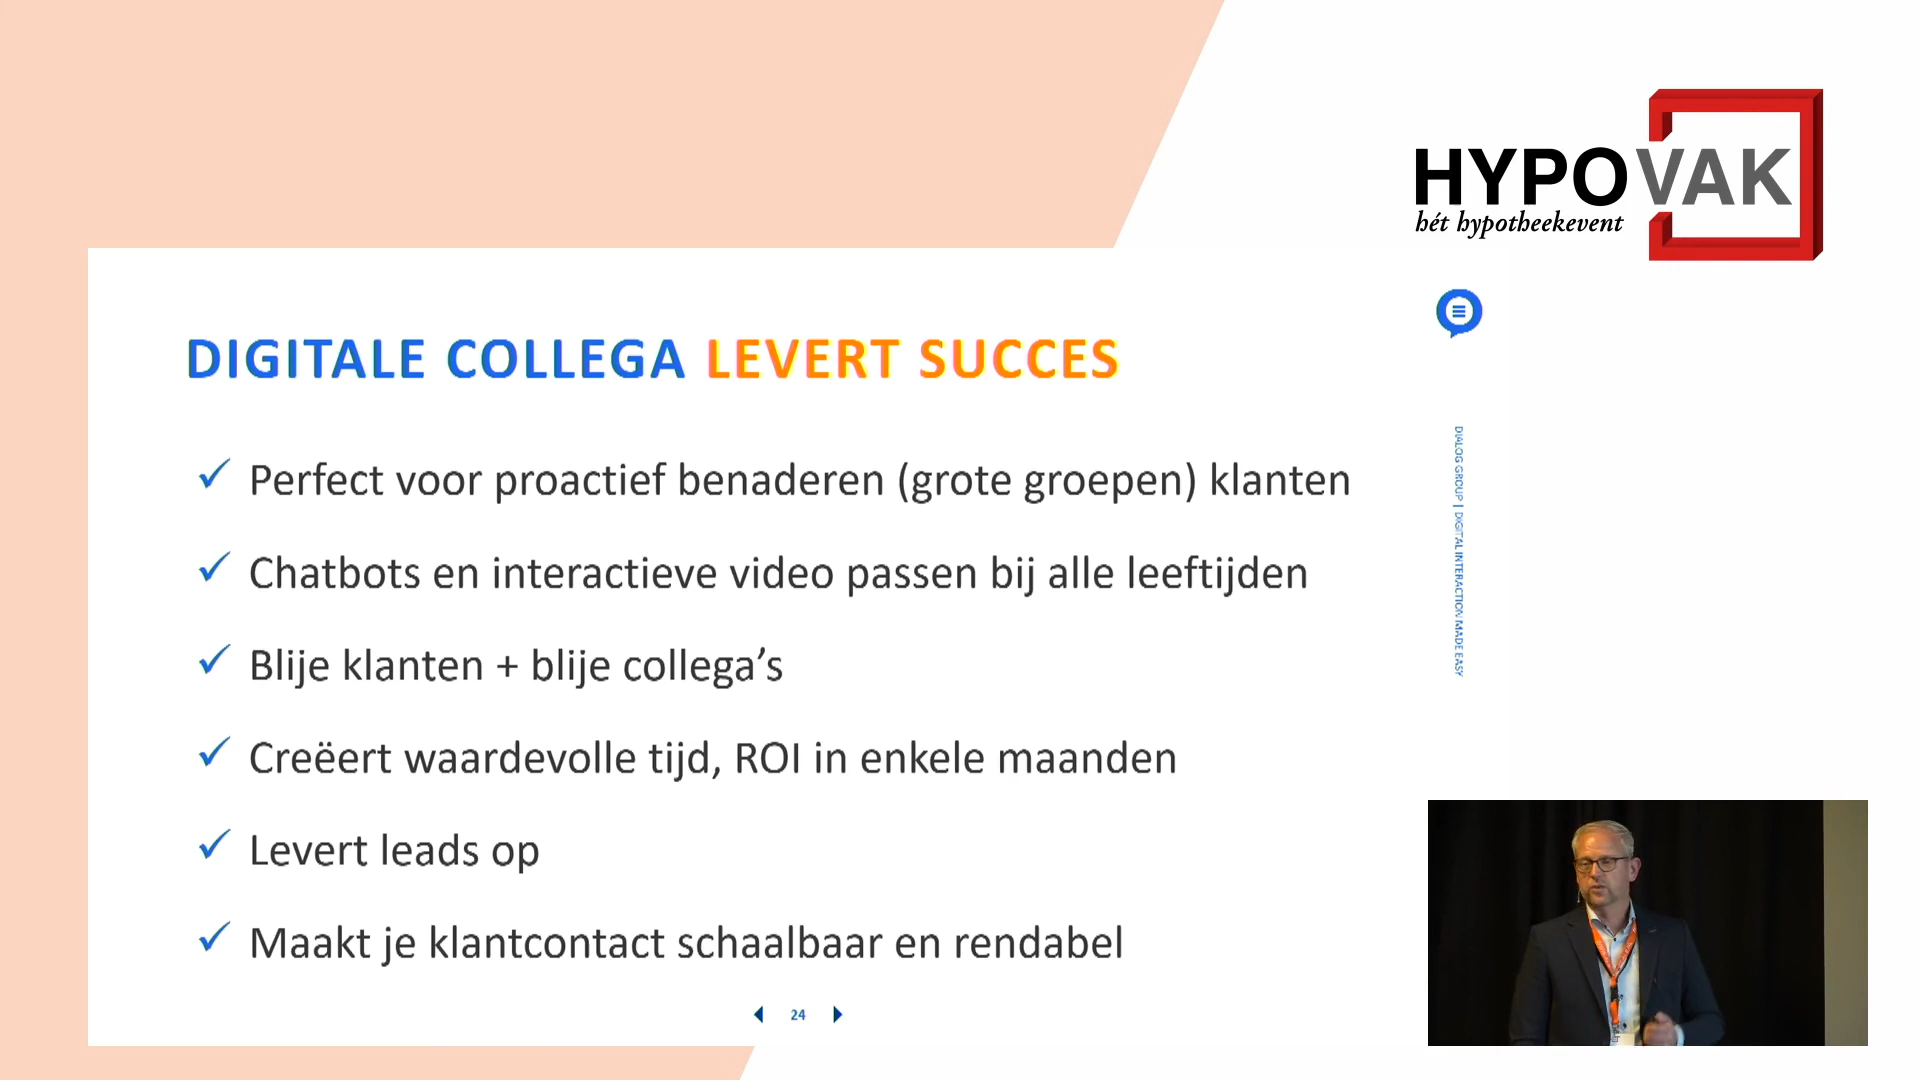 HYPOVAK
hét hypotheekevent
DIGITALE COLLEGA LEVERT SUCCES
✓ Perfect voor proactief benaderen (grote groepen) klanten
✓ Chatbots en interactieve video passen bij alle leeftijden
✓ Blije klanten + blije collega’s
✓ Creëert waardevolle tijd, ROI in enkele maanden
✓ Levert leads op
✓ Maakt je klantcontact schaalbaar en rendabel
24
DIALOG GROUP | DIGITAL INTERACTION MADE EASY